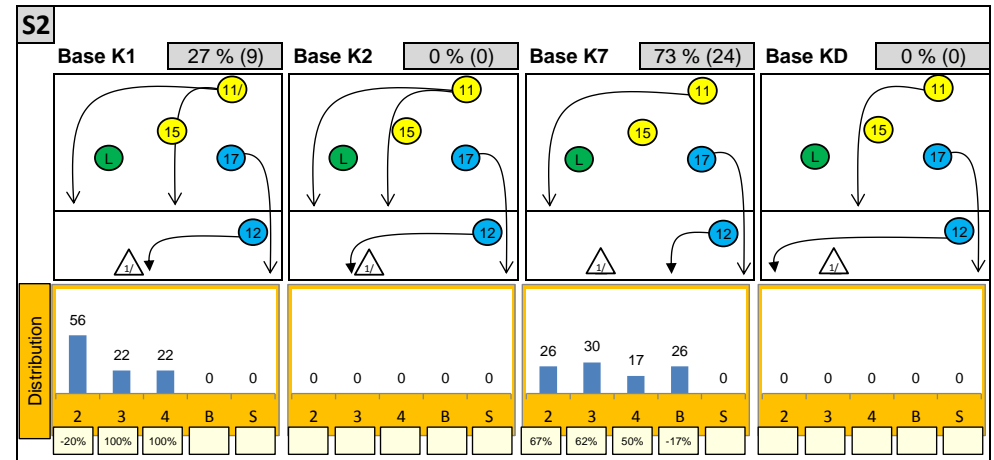 S2
Base K1 27 % (9) Base K2 0 % (0) Base K7 73 % (24) Base KD 0 % (0)
11/ 11 11 11
15 15 15 15
L 17 L 17 L 17 L 17
12 12 12 12
1/ 1/ 1/ 1/
Distribution
56 22 22 0 0 0 0 0 0 0 26 30 17 26 0 0 0 0 0 0
2 3 4 B S 2 3 4 B S 2 3 4 B S 2 3 4 B S
-20% 100% 100% 67% 62% 50% -17%